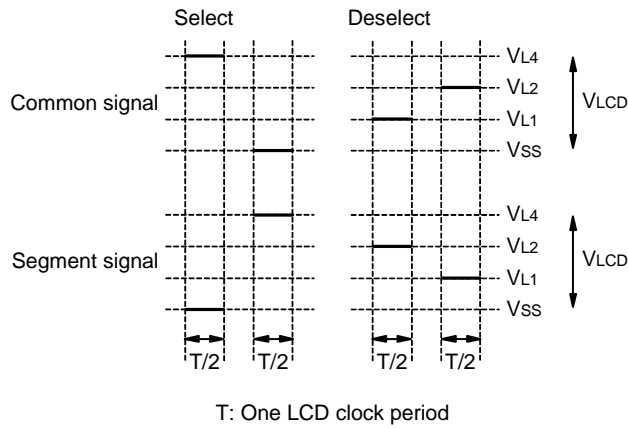 Select Deselect
Common signal
VL4
VL2
VL1
VSS
VLCD
Segment signal
VL4
VL2
VL1
VSS
VLCD
T/2 T/2 T/2 T/2
T: One LCD clock period